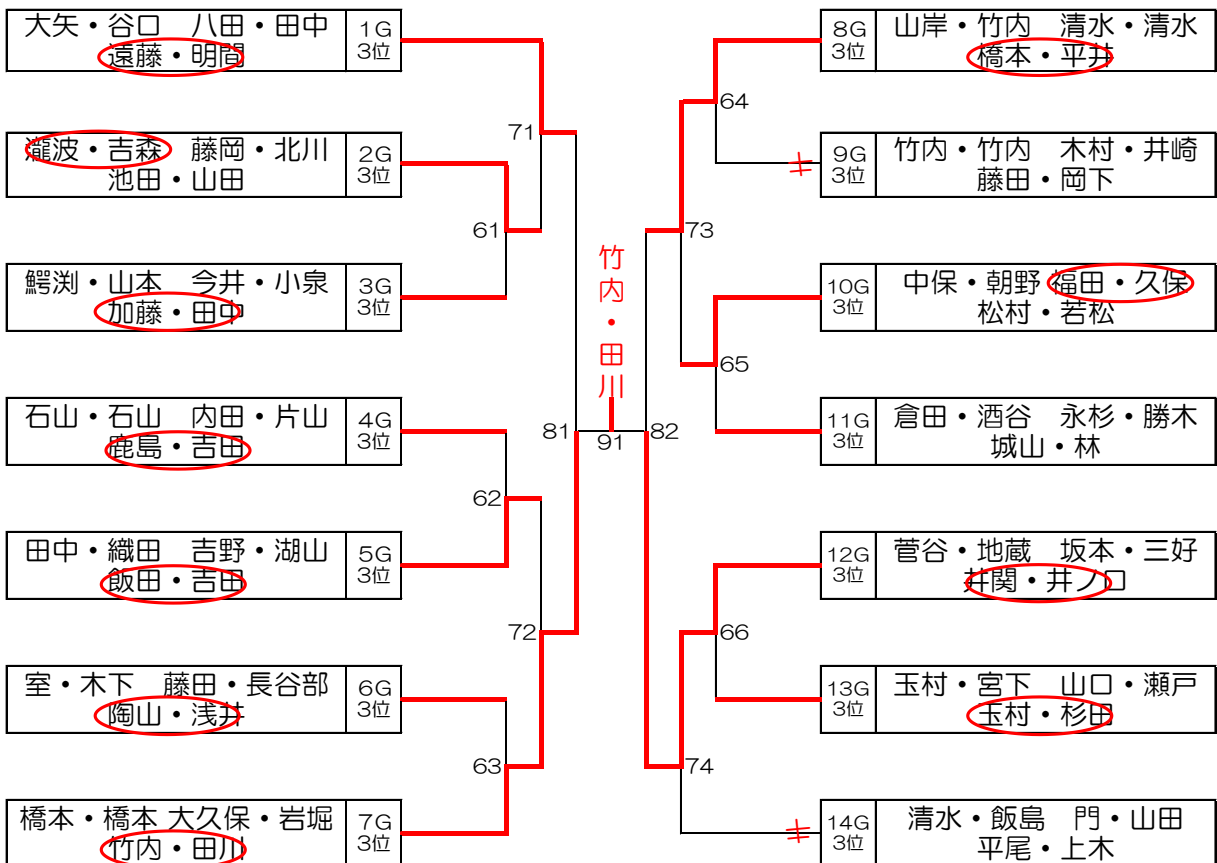 大矢・谷口　八田・田中
遠藤・明間
1G
3位
瀧波・吉森　藤岡・北川
池田・山田
2G
3位
鰐渕・山本　今井・小泉
加藤・田中
3G
3位
石山・石山　内田・片山
鹿島・吉田
4G
3位
田中・織田　吉野・湖山
飯田・吉田
5G
3位
室・木下　藤田・長谷部
陶山・浅井
6G
3位
橋本・橋本 大久保・岩堀
竹内・田川
7G
3位
71
61
62
72
63
81
竹内・田川
91
82
64
73
65
66
74
8G
3位
山岸・竹内　清水・清水
橋本・平井
9G
3位
竹内・竹内　木村・井崎
藤田・岡下
10G
3位
中保・朝野 福田・久保
松村・若松
11G
3位
倉田・酒谷　永杉・勝木
城山・林
12G
3位
菅谷・地蔵　坂本・三好
井関・井ノ口
13G
3位
玉村・宮下　山口・瀬戸
玉村・杉田
14G
3位
清水・飯島　門・山田
平尾・上木